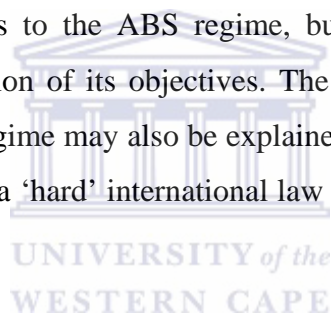 s to the ABS regime, bu
ion of its objectives. The
gime may also be explaine
a 'hard' international law
UNIVERSITY of the
WESTERN CAPE